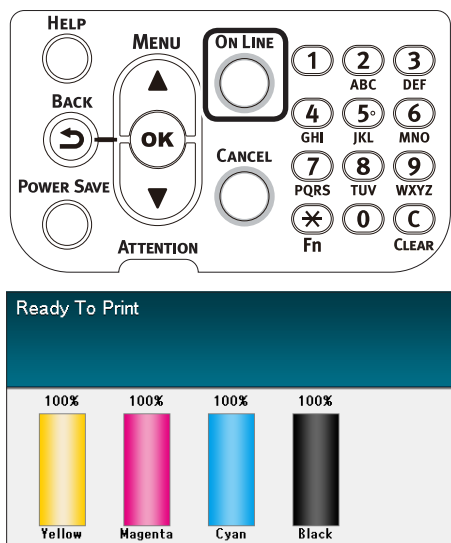 HELP
MENU
ON LINE
1 2 3
ABC DEF
BACK
4 5 6
GHI JKL MNO
OK
CANCEL
7 8 9
PQRS TUV WXYZ
POWER SAVE
* 0 C
Fn CLEAR
ATTENTION
Ready To Print
100% 100% 100% 100%
Yellow Magenta Cyan Black